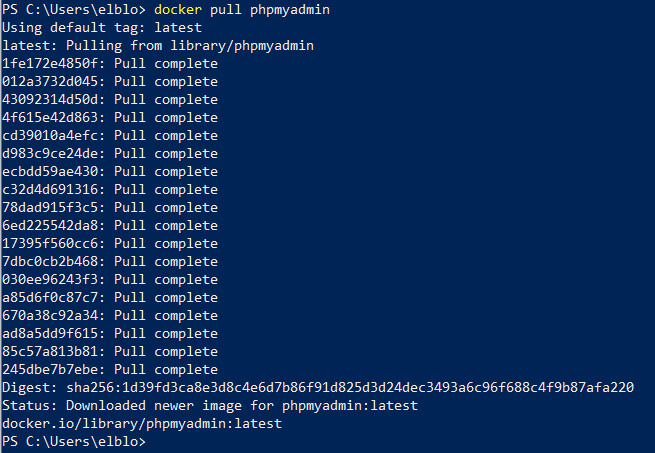 PS C:\Users\elblo> docker pull phpmyadmin
Using default tag: latest
latest: Pulling from library/phpmyadmin
1fe172e4850f: Pull complete
012a3732d045: Pull complete
43092314d50d: Pull complete
4f615e42d863: Pull complete
cd39010a4efc: Pull complete
d983c9ce24de: Pull complete
ecbdd59ae430: Pull complete
c32d4d691316: Pull complete
78dad915f3c5: Pull complete
6ed225542da8: Pull complete
17395f560cc6: Pull complete
7dbc0cb2b468: Pull complete
030ee96243f3: Pull complete
a85d6f0c87c7: Pull complete
670a38c92a34: Pull complete
ad8a5dd9f615: Pull complete
85c57a813b81: Pull complete
245dbe7b7ebe: Pull complete
Digest: sha256:1d39fd3ca8e3d8c4e6d7b86f91d825d3d24dec3493a6c96f688c4f9b87afa220
Status: Downloaded newer image for phpmyadmin:latest
docker.io/library/phpmyadmin:latest
PS C:\Users\elblo>